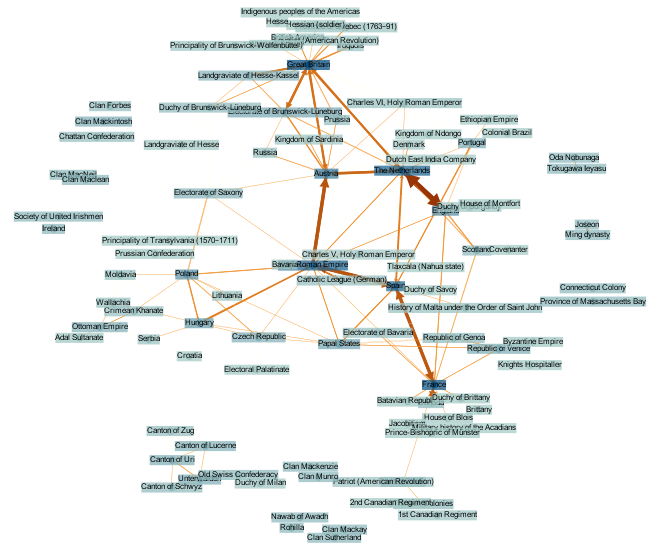 Indigenous peoples of the Americas
Hesse
Hessian (soldier)
Quebec (1763–91)
(American Revolution)
Iroquois
Principality of Brunswick-Wolfenbüttel
Great Britain
Landgraviate of Hesse-Kassel
Duchy of Brunswick-Lüneburg
Electorate of Brunswick-Lüneburg
Charles VI, Holy Roman Emperor
Clan Forbes
Clan Mackintosh
Chattan Confederation
Prussia
Ethiopian Empire
Colonial Brazil
Kingdom of Ndongo
Kingdom of Sardinia
Landgraviate of Hesse
Denmark
Portugal
Russia
Dutch East India Company
Oda Nobunaga
Tokugawa Ieyasu
Austria
The Netherlands
Clan MacNeil
Clan Maclean
Electorate of Saxony
House of Montfort
Society of United Irishmen
Ireland
Joseon
Ming dynasty
Principality of Transylvania (1570–1711)
Prussian Confederation
Charles V, Holy Roman Emperor
Scotland
Covenanter
Roman Empire
Tlaxcala (Nahua state)
Moldavia
Poland
Catholic League (German)
Spain
Duchy of Savoy
Connecticut Colony
Province of Massachusetts Bay
Lithuania
Wallachia
Crimean Khanate
History of Malta under the Order of Saint John
Ottoman Empire
Adal Sultanate
Hungary
Serbia
Czech Republic
Electorate of Bavaria
Republic of Genoa
Papal States
Byzantine Empire
Republic of Venice
Croatia
Electoral Palatinate
Knights Hospitaller
France
Batavian Republic
Duchy of Brittany
Brittany
House of Blois
Jacobitism
Military history of the Acadians
Prince-Bishopric of Münster
Canton of Zug
Canton of Lucerne
Canton of Uri
Old Swiss Confederacy
Canton of Schwyz
Duchy of Milan
Clan Mackenzie
Clan Munro
Patriot (American Revolution)
2nd Canadian Regiment
1st Canadian Regiment
Nawab of Awadh
Rohilla
Clan Mackay
Clan Sutherland